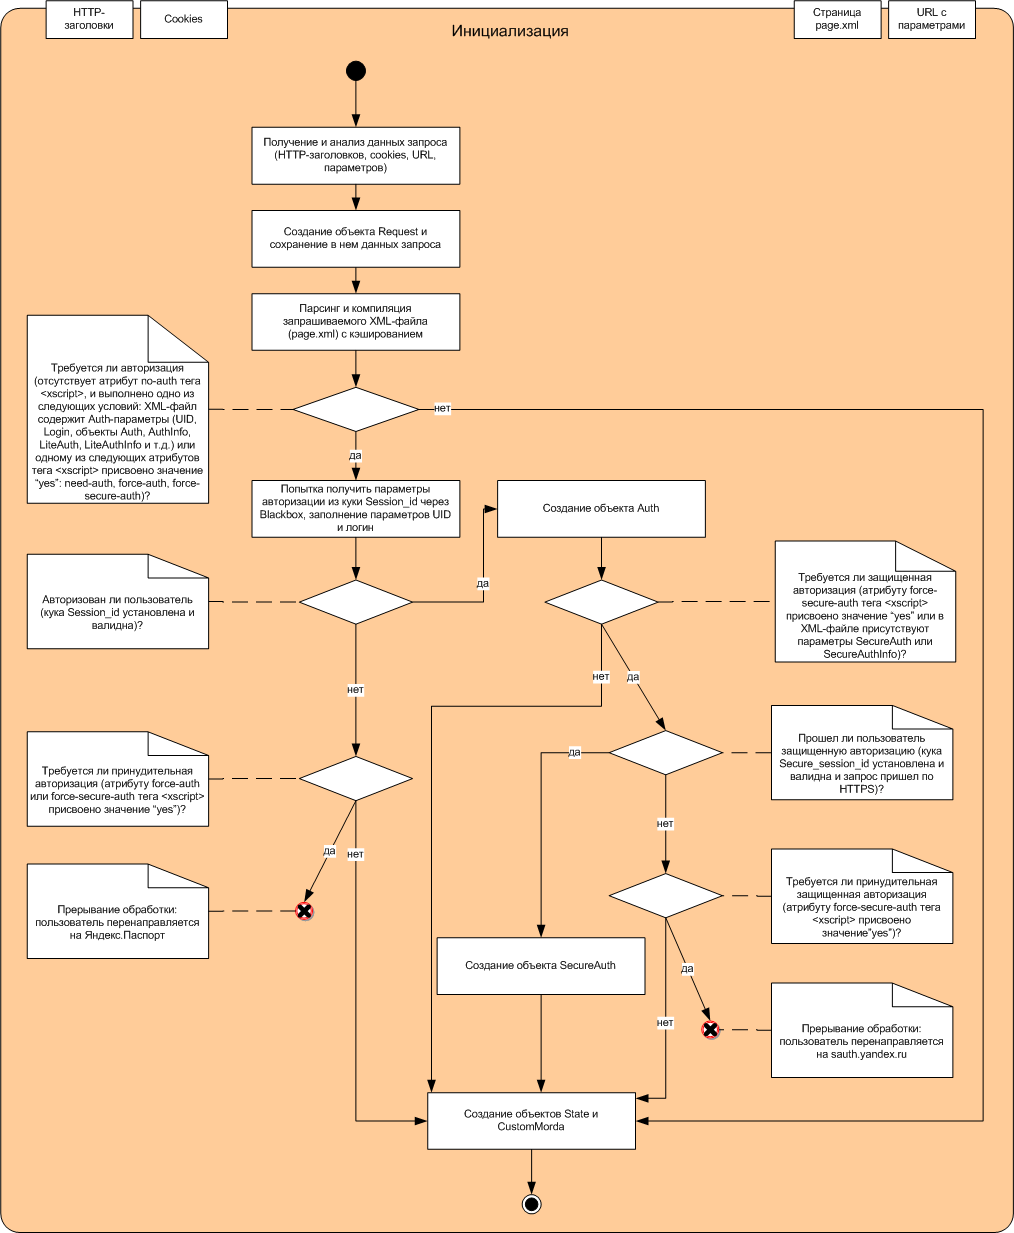 HTTP-
заголовки
Cookies
Инициализация
Страница
page.xml
URL с
параметрами
Получение и анализ данных запроса
(HTTP-заголовков, cookies, URL,
параметров)
Создание объекта Request и
сохранение в нем данных запроса
Парсинг и компиляция
запрашиваемого XML-файла
(page.xml) с кэшированием
Требуется ли авторизация
(отсутствует атрибут no-auth тега
<xscript>, и выполнено одно из
следующих условий: XML-файл
содержит Auth-параметры (UID,
Login, объекты Auth, AuthInfo,
LiteAuth, LiteAuthInfo и т.д.) или
одному из следующих атрибутов
тега <xscript> присвоено значение
“yes”: need-auth, force-auth, force-
secure-auth)?
нет
да
Попытка получить параметры
авторизации из куки Session_id через
Blackbox, заполнение параметров UID
и логин
Создание объекта Auth
Авторизован ли пользователь
(кука Session_id установлена и
валидна)?
да
Требуется ли защищенная
авторизация (атрибуту force-
secure-auth тега <xscript>
присвоено значение “yes” или в
XML-файле присутствуют
параметры SecureAuth или
SecureAuthInfo)?
нет
нет
да
Требуется ли принудительная
авторизация (атрибуту force-auth
или force-secure-auth тега <xscript>
присвоено значение “yes”)?
да
Прошел ли пользователь
защищенную авторизацию (кука
Secure_session_id установлена и
валидна и запрос пришел по
HTTPS)?
да
нет
нет
Прерывание обработки:
пользователь перенаправляется
на Яндекс.Паспорт
Требуется ли принудительная
защищенная авторизация
(атрибуту force-secure-auth тега
<xscript> присвоено
значение”yes”)?
Создание объекта SecureAuth
да
нет
Прерывание обработки:
пользователь перенаправляется
на sauth.yandex.ru
Создание объектов State и
CustomMorda